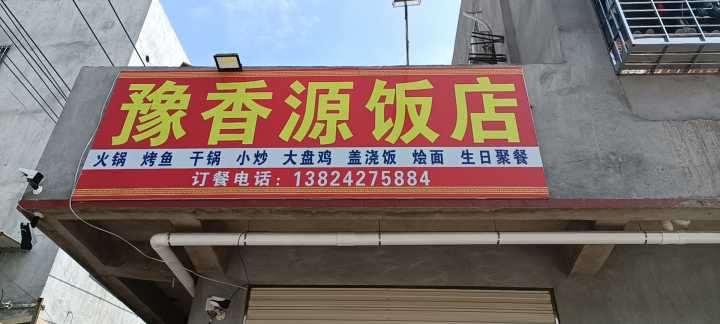 豫香源饭店
火锅 烤鱼 干锅 小炒 大盘鸡 盖浇饭 烩面 生日聚餐
订餐电话：13824275884